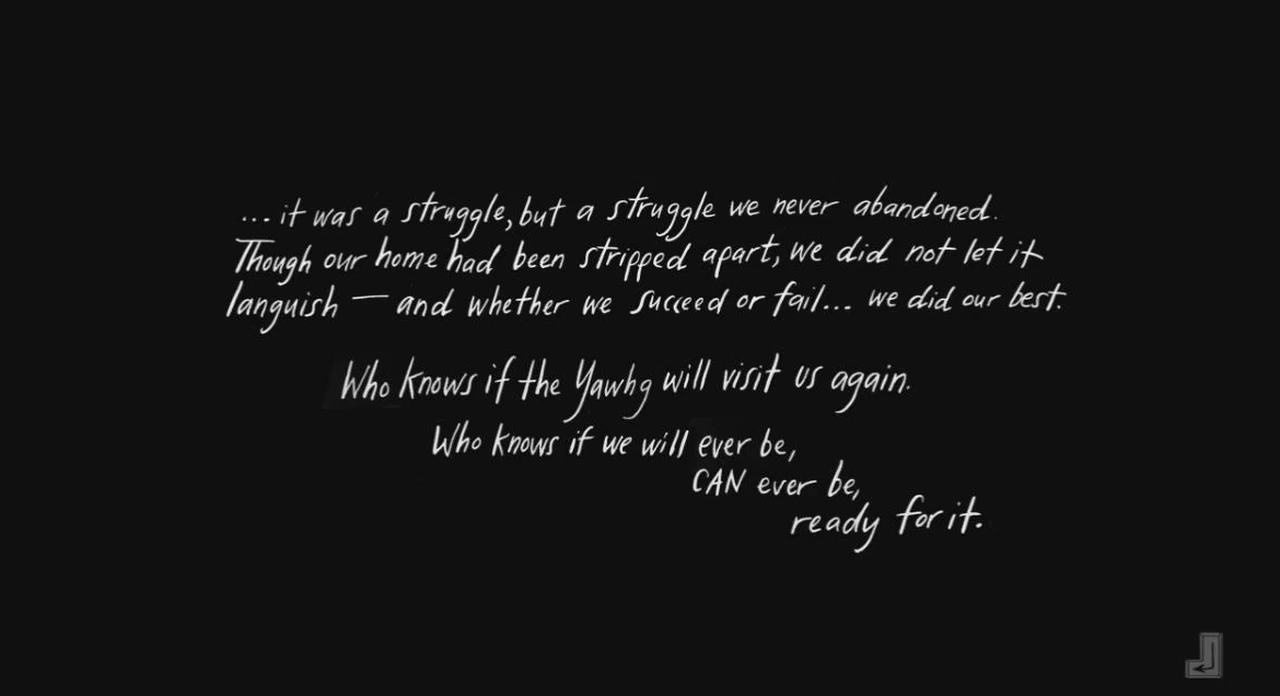 ... it was a struggle, but a struggle we never abandoned.
Though our home had been stripped apart, we did not let it
languish — and whether we succeed or fail... we did our best.
Who knows if the Yawhg will visit us again.
Who knows if we will ever be,
CAN ever be,
ready for it.